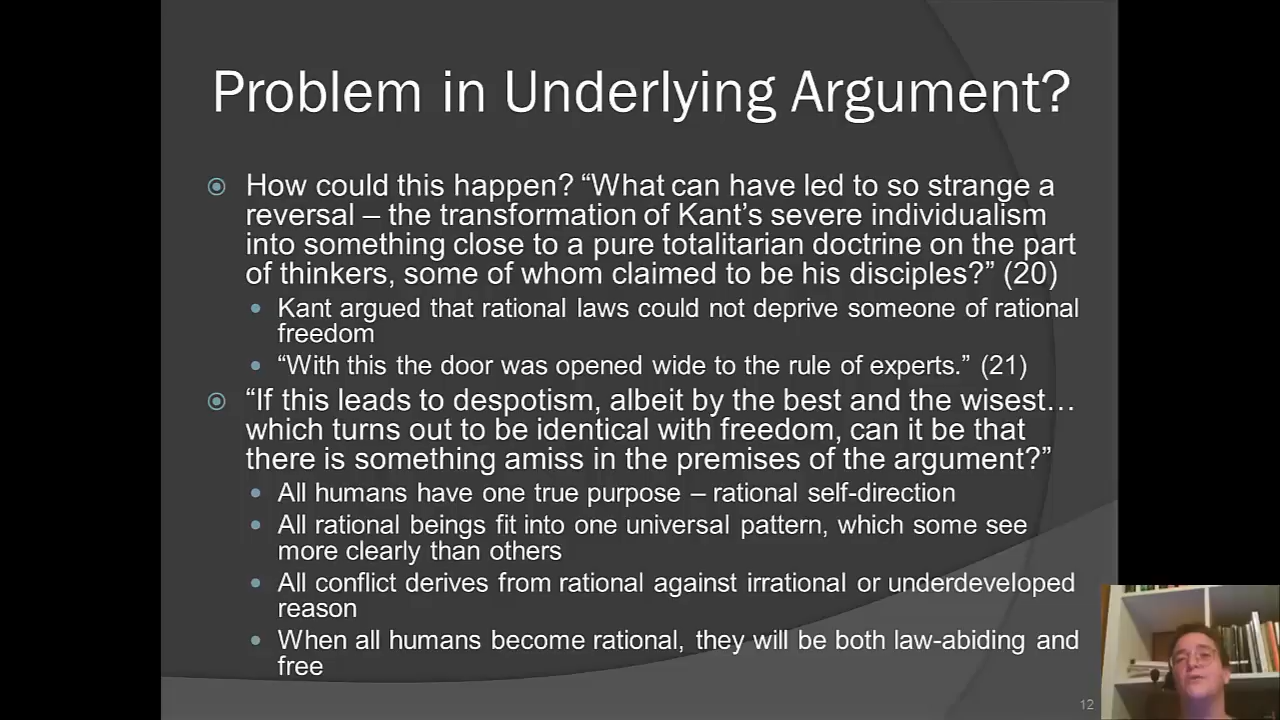 Problem in Underlying Argument?
How could this happen? “What can have led to so strange a
reversal – the transformation of Kant’s severe individualism
into something close to a pure totalitarian doctrine on the part
of thinkers, some of whom claimed to be his disciples?” (20)
Kant argued that rational laws could not deprive someone of rational
freedom
“With this the door was opened wide to the rule of experts.” (21)
“If this leads to despotism, albeit by the best and the wisest…
which turns out to be identical with freedom, can it be that
there is something amiss in the premises of the argument?”
All humans have one true purpose – rational self-direction
All rational beings fit into one universal pattern, which some see
more clearly than others
All conflict derives from rational against irrational or underdeveloped
reason
When all humans become rational, they will be both law-abiding and
free
12